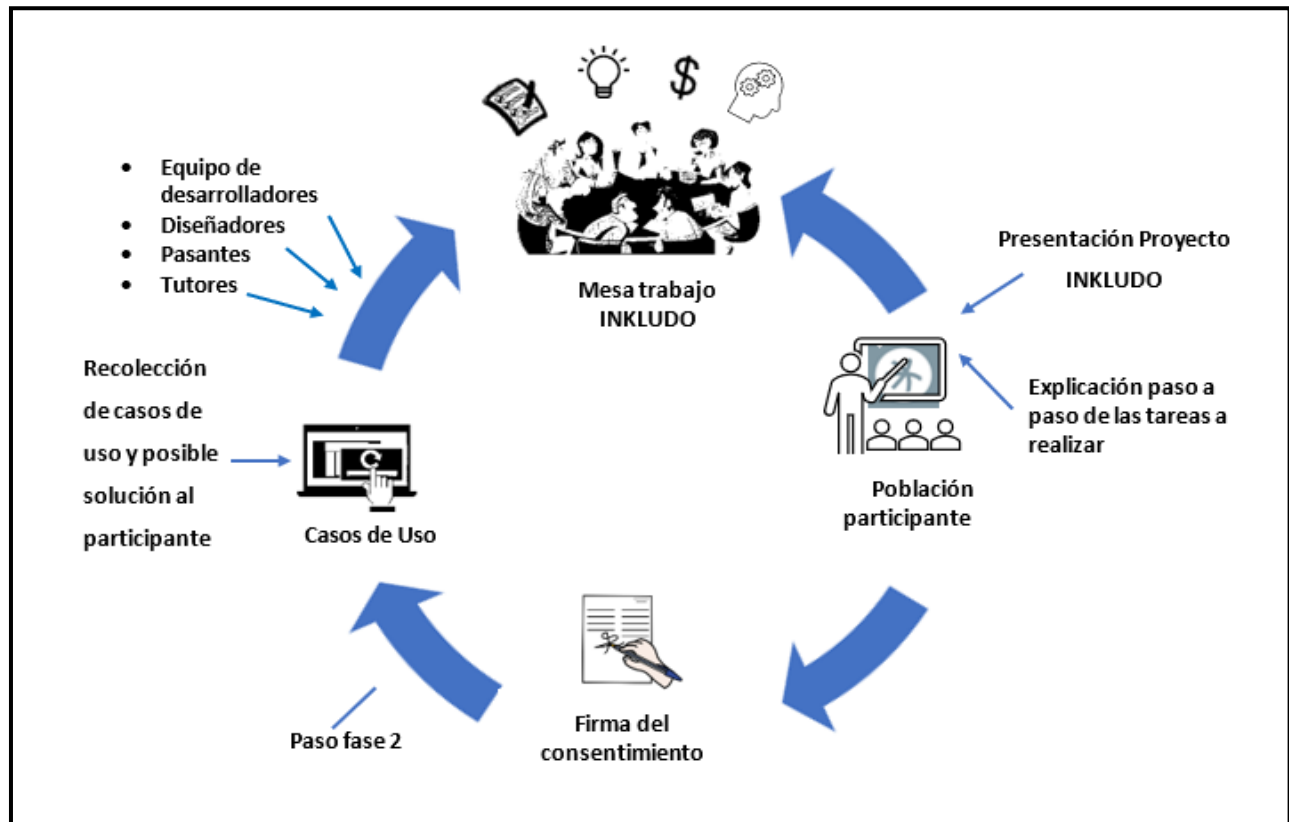 • Equipo de
desarrolladores
• Diseñadores
• Pasantes
• Tutores
$
Mesa trabajo
INKLUDO
Presentación Proyecto
INKLUDO
Explicación paso a
paso de las tareas a
realizar
Población
participante
Firma del
consentimiento
Paso fase 2
Recolección
de casos de
uso y posible
solución al
participante
Casos de Uso